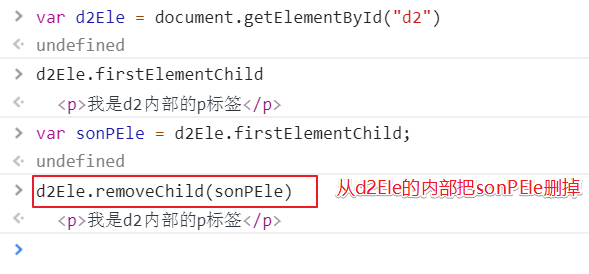 > var d2Ele = document.getElementById("d2")
< undefined
> d2Ele.firstElementChild
< <p>我是d2内部的p标签</p>
> var sonPEle = d2Ele.firstElementChild;
< undefined
> d2Ele.removeChild(sonPEle) 从d2Ele的内部把sonPEle删掉
< <p>我是d2内部的p标签</p>
>